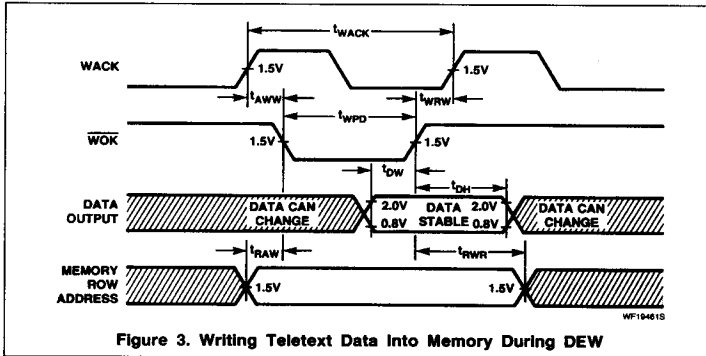 tWACK
WACK
1.5V 1.5V
tAWW tWRW
tWPD
WOK
1.5V 1.5V
tDW
tDH
DATA OUTPUT
DATA CAN CHANGE
2.0V DATA STABLE 2.0V
0.8V 0.8V
DATA CAN CHANGE
tRAW tRWR
MEMORY ROW ADDRESS
1.5V 1.5V
WF19461S
Figure 3. Writing Teletext Data Into Memory During DEW